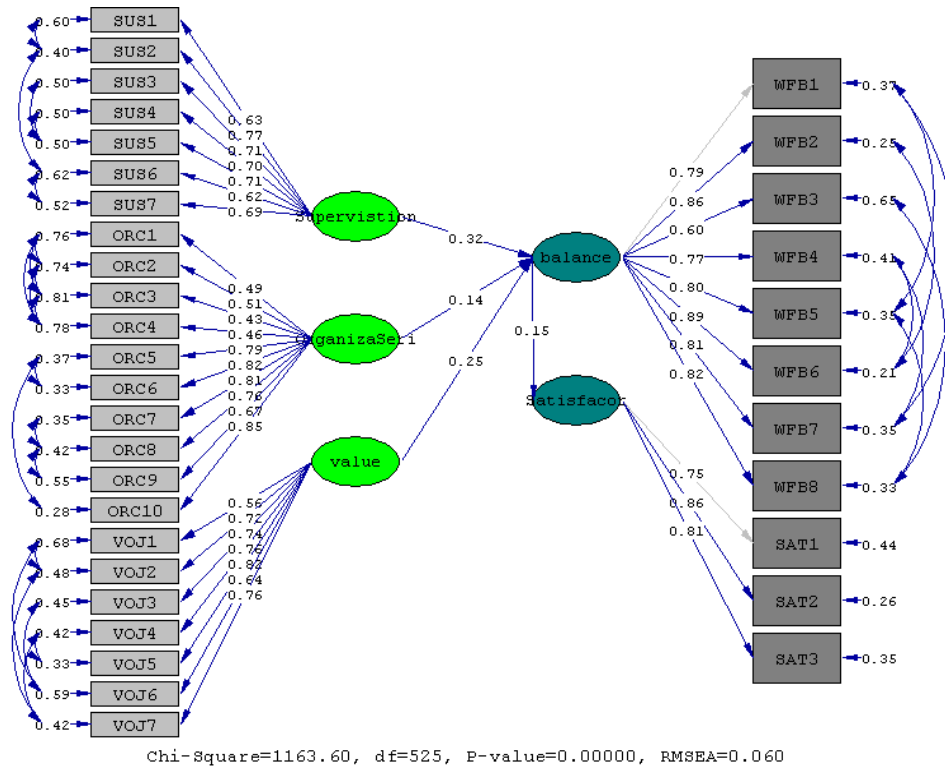 0.60 SUS1
0.40 SUS2
0.50 SUS3
0.50 SUS4
0.50 SUS5
0.62 SUS6
0.52 SUS7
0.76 ORC1
0.74 ORC2
0.81 ORC3
0.78 ORC4
0.37 ORC5
0.33 ORC6
0.35 ORC7
0.42 ORC8
0.55 ORC9
0.28 ORC10
0.68 VOJ1
0.48 VOJ2
0.45 VOJ3
0.42 VOJ4
0.33 VOJ5
0.59 VOJ6
0.42 VOJ7
0.63
0.77
0.71
0.70
0.71
0.62
0.69
0.49
0.51
0.43
0.46
0.79
0.82
0.81
0.76
0.67
0.85
0.56
0.72
0.74
0.76
0.82
0.64
0.76
Supervistion
OrganizaSeri
value
0.32
0.14
0.25
balance
0.15
Satisfacor
0.79
0.86
0.60
0.77
0.80
0.89
0.81
0.82
0.75
0.86
0.81
WFB1 0.37
WFB2 0.25
WFB3 0.65
WFB4 0.41
WFB5 0.35
WFB6 0.21
WFB7 0.35
WFB8 0.33
SAT1 0.44
SAT2 0.26
SAT3 0.35
Chi-Square=1163.60, df=525, P-value=0.00000, RMSEA=0.060